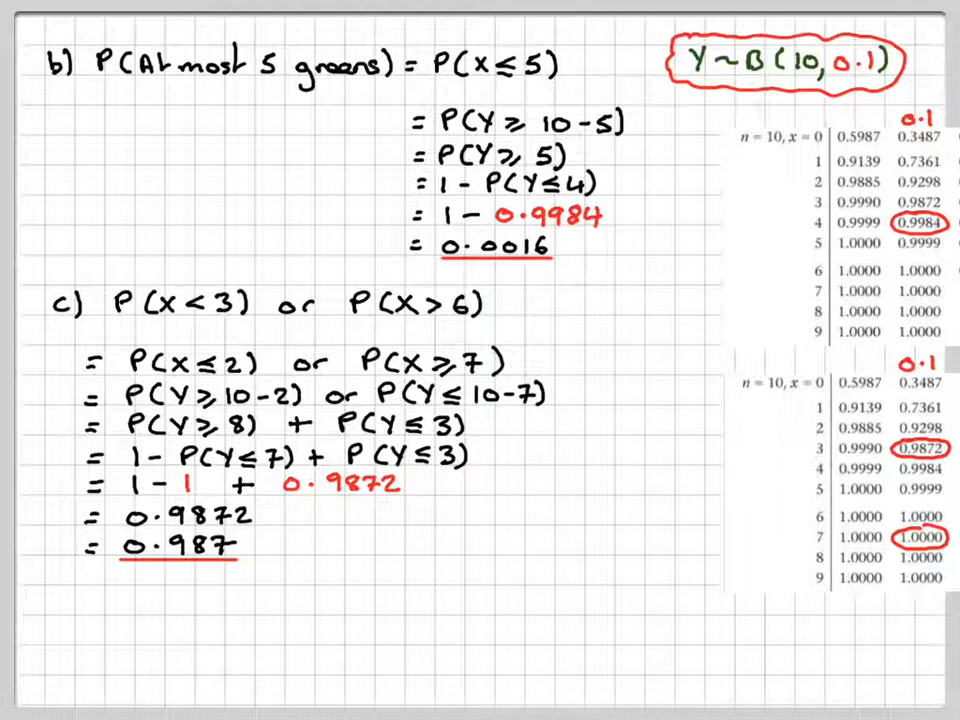 b) P(At most 5 greens) = P(X ≤ 5)
Y ~ B(10, 0.1)
= P(Y ≥ 10 - 5)
= P(Y ≥ 5)
= 1 - P(Y ≤ 4)
= 1 - 0.9984
= 0.0016
c) P(X < 3) or P(X > 6)
= P(X ≤ 2) or P(X ≥ 7)
= P(Y ≥ 10 - 2) or P(Y ≤ 10 - 7)
= P(Y ≥ 8) + P(Y ≤ 3)
= 1 - P(Y ≤ 7) + P(Y ≤ 3)
= 1 - 1 + 0.9872
= 0.9872
= 0.987
0.1
n = 10, x = 0 0.5987 0.3487
1 0.9139 0.7361
2 0.9885 0.9298
3 0.9990 0.9872
4 0.9999 0.9984
5 1.0000 0.9999
6 1.0000 1.0000
7 1.0000 1.0000
8 1.0000 1.0000
9 1.0000 1.0000
0.1
n = 10, x = 0 0.5987 0.3487
1 0.9139 0.7361
2 0.9885 0.9298
3 0.9990 0.9872
4 0.9999 0.9984
5 1.0000 0.9999
6 1.0000 1.0000
7 1.0000 1.0000
8 1.0000 1.0000
9 1.0000 1.0000